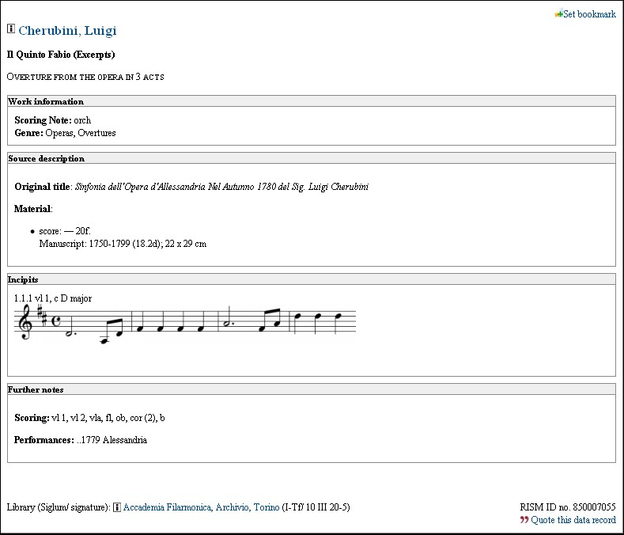 Set bookmark
Cherubini, Luigi
Il Quinto Fabio (Excerpts)
OVERTURE FROM THE OPERA IN 3 ACTS
Work information
Scoring Note: orch
Genre: Operas, Overtures
Source description
Original title: Sinfonia dell'Opera d'Allessandria Nel Autunno 1780 del Sig. Luigi Cherubini
Material:
• score: — 20f.
Manuscript: 1750-1799 (18.2d); 22 x 29 cm
Incipits
1.1.1 vl 1, c D major
Further notes
Scoring: vl 1, vl 2, vla, fl, ob, cor (2), b
Performances: ..1779 Alessandria
Library (Siglum/ signature): Accademia Filarmonica, Archivio, Torino (I-Tf/ 10 III 20-5)
RISM ID no. 850007055
Quote this data record